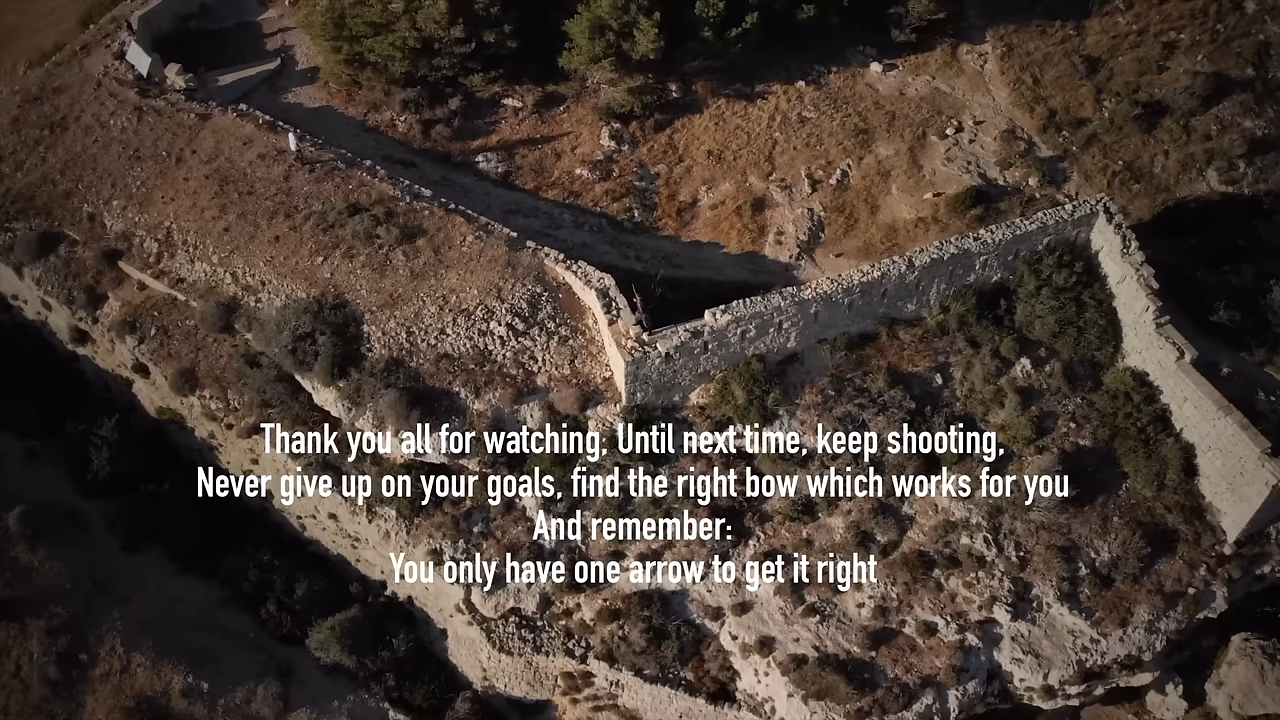 Thank you all for watching, Until next time, keep shooting,
Never give up on your goals, find the right bow which works for you
And remember:
You only have one arrow to get it right